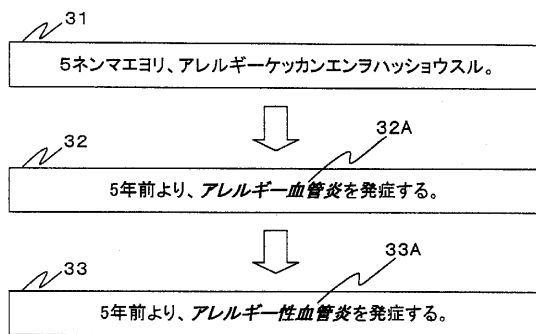 31
5ネンマエヨリ、アレルギーケッカンエンヲハッショウスル。
32
32A
5年前より、アレルギー血管炎を発症する。
33
33A
5年前より、アレルギー性血管炎を発症する。